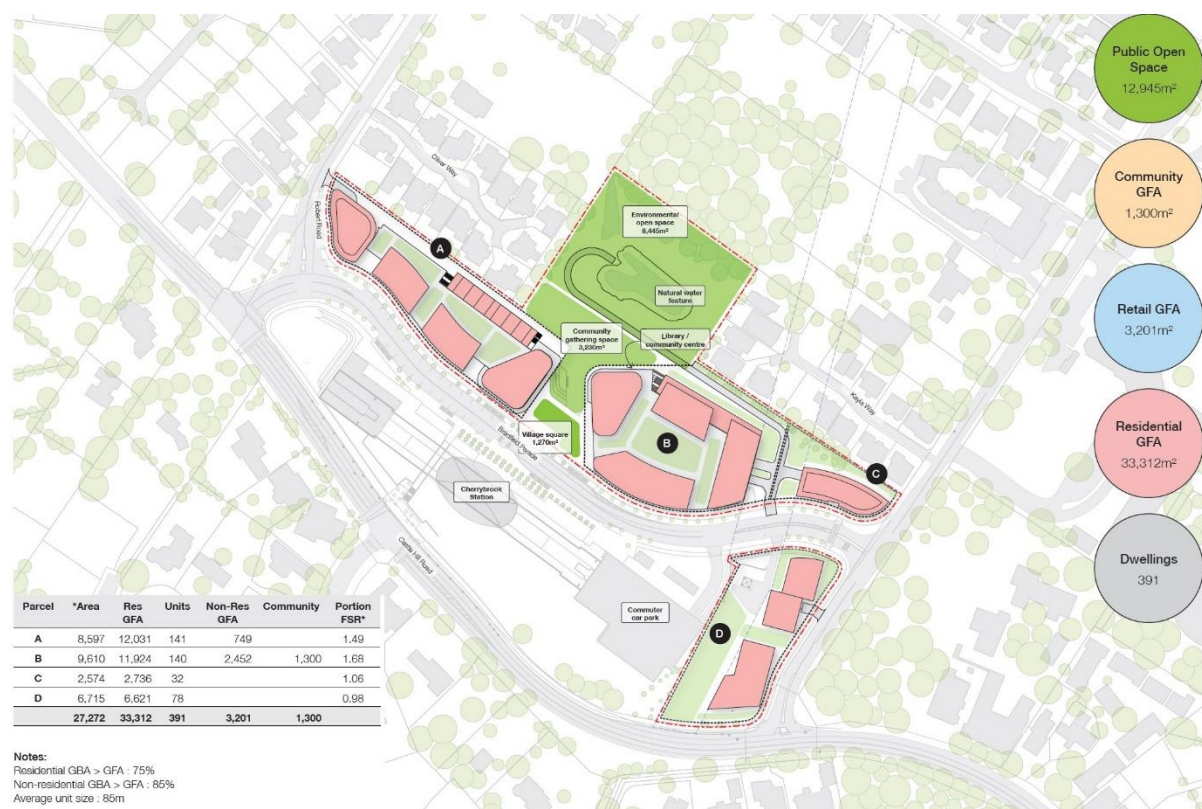 Public Open
Space
12,945m²
Community
GFA
1,300m²
Retail GFA
3,201m²
Residential
GFA
33,312m²
Dwellings
391
Oliver Way
Robert Road
A
Environmental
open space
8,445m²
Natural water
feature
Community
gathering space
3,230m²
Library /
community centre
Kayla Way
Village square
1,270m²
Bradfield Parade
B
C
Cherrybrook
Station
Castle Hill Road
Commuter
car park
D
Parcel *Area Res GFA Units Non-Res GFA Community Portion FSR*
A 8,597 12,031 141 749 1.49
B 9,610 11,924 140 2,452 1,300 1.68
C 2,574 2,736 32 1.06
D 6,715 6,621 78 0.98
27,272 33,312 391 3,201 1,300
Notes:
Residential GBA > GFA : 75%
Non-residential GBA > GFA : 85%
Average unit size : 85m